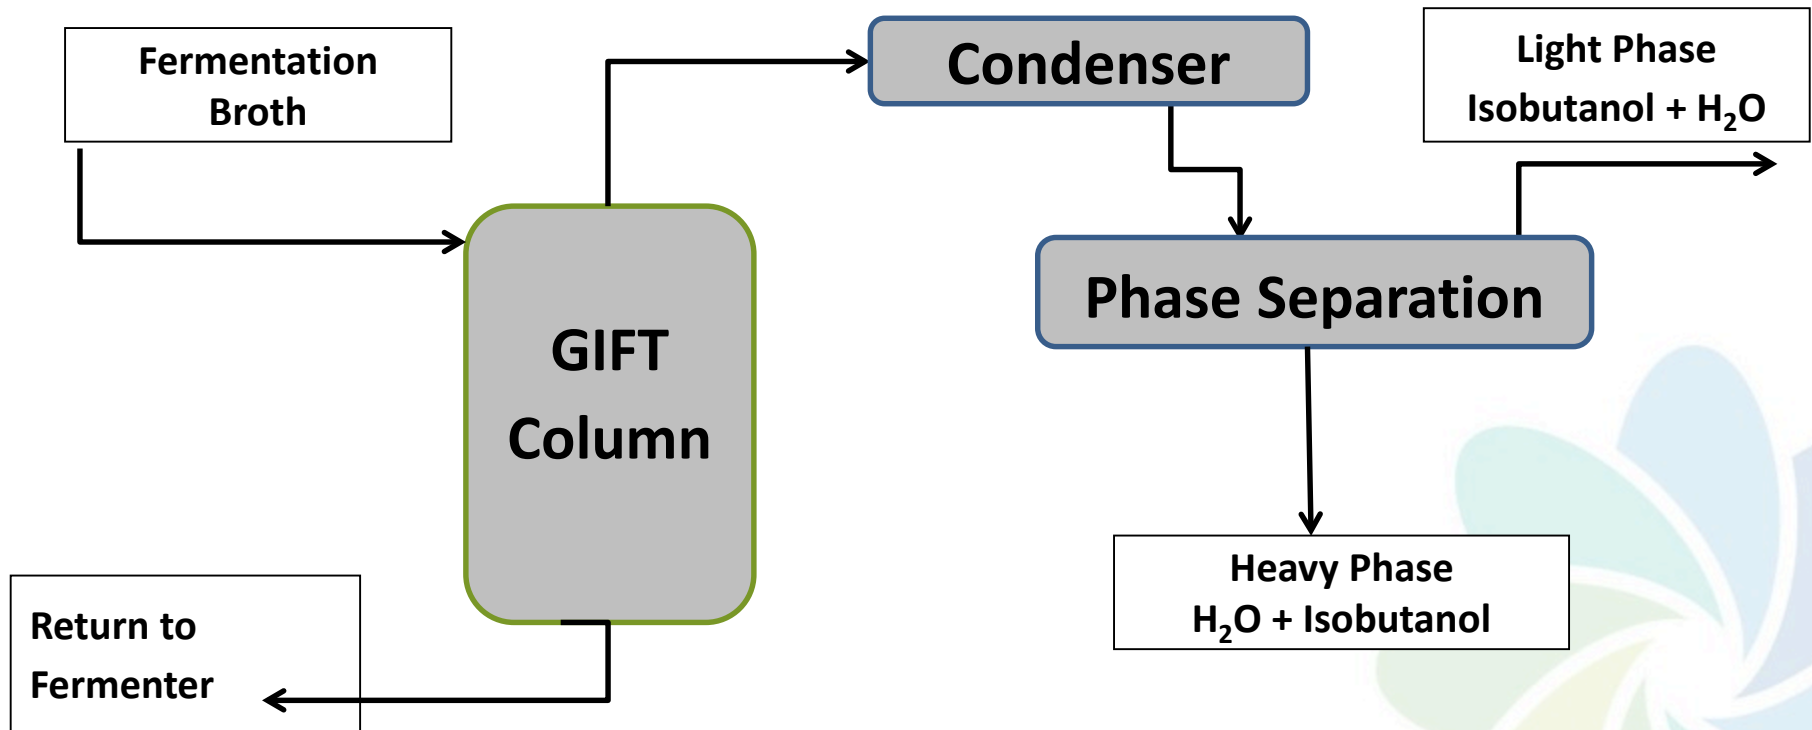 Fermentation
Broth
Condenser
Light Phase
Isobutanol + H₂O
GIFT
Column
Phase Separation
Heavy Phase
H₂O + Isobutanol
Return to
Fermenter